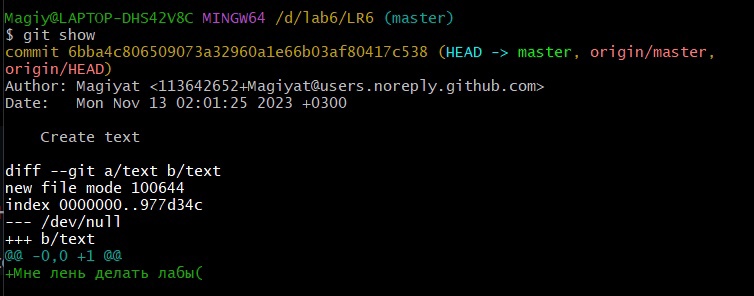 Magiy@LAPTOP-DHS42V8C MINGW64 /d/lab6/LR6 (master)
$ git show
commit 6bba4c806509073a32960a1e66b03af80417c538 (HEAD -> master, origin/master,
origin/HEAD)
Author: Magiyat <113642652+Magiyat@users.noreply.github.com>
Date:   Mon Nov 13 02:01:25 2023 +0300

    Create text

diff --git a/text b/text
new file mode 100644
index 0000000..977d34c
--- /dev/null
+++ b/text
@@ -0,0 +1 @@
+Мне лень делать лабы(